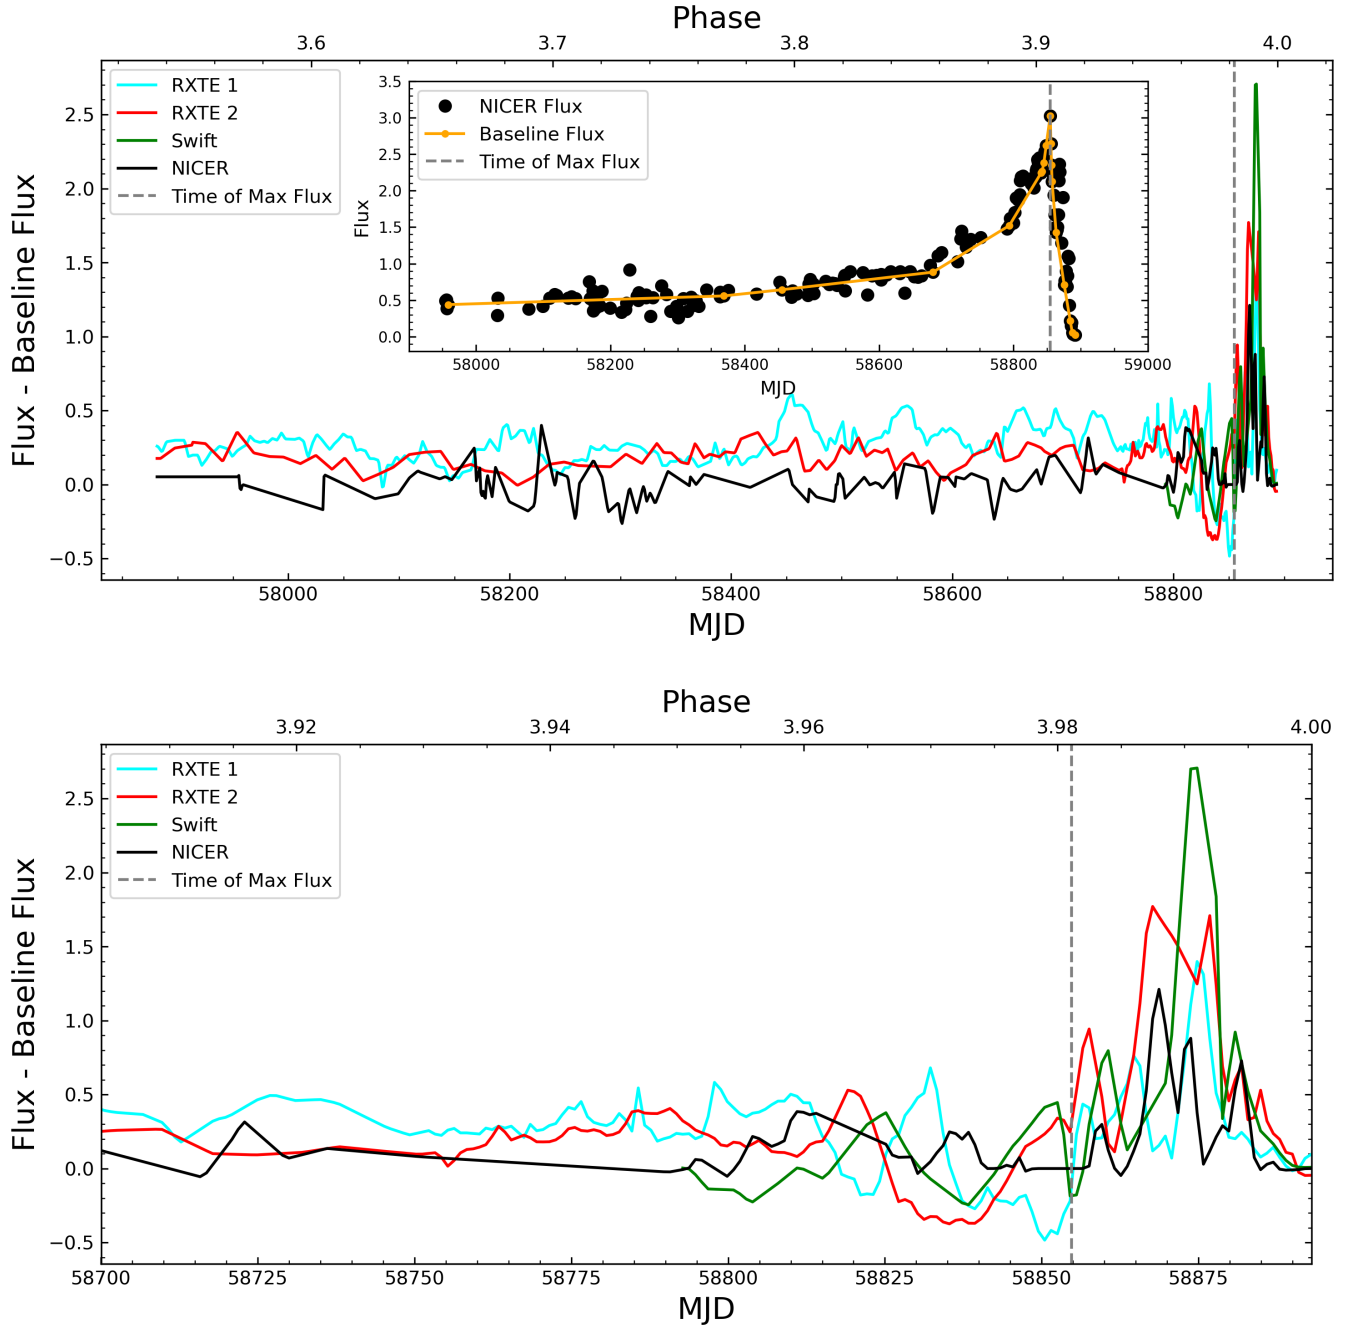 Phase
3.6 3.7 3.8 3.9 4.0
RXTE 1
RXTE 2
Swift
NICER
Time of Max Flux
NICER Flux
Baseline Flux
Time of Max Flux
Flux
3.5
3.0
2.5
2.0
1.5
1.0
0.5
0.0
58000 58200 58400 58600 58800 59000
MJD
Flux - Baseline Flux
2.5
2.0
1.5
1.0
0.5
0.0
−0.5
58000 58200 58400 58600 58800
MJD
Phase
3.92 3.94 3.96 3.98 4.00
RXTE 1
RXTE 2
Swift
NICER
Time of Max Flux
Flux - Baseline Flux
2.5
2.0
1.5
1.0
0.5
0.0
−0.5
58700 58725 58750 58775 58800 58825 58850 58875
MJD